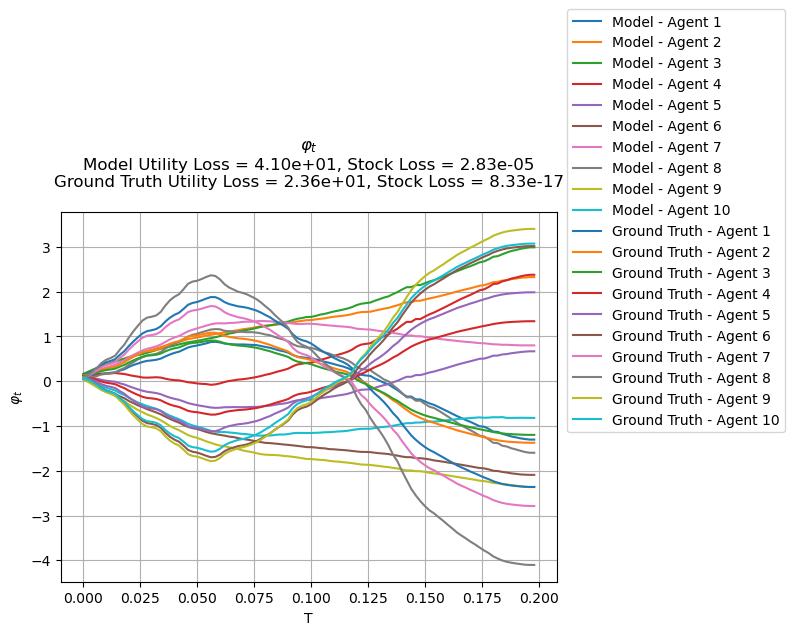 φt
Model Utility Loss = 4.10e+01, Stock Loss = 2.83e-05
Ground Truth Utility Loss = 2.36e+01, Stock Loss = 8.33e-17
φt
3
2
1
0
−1
−2
−3
−4
0.000 0.025 0.050 0.075 0.100 0.125 0.150 0.175 0.200
T
Model - Agent 1
Model - Agent 2
Model - Agent 3
Model - Agent 4
Model - Agent 5
Model - Agent 6
Model - Agent 7
Model - Agent 8
Model - Agent 9
Model - Agent 10
Ground Truth - Agent 1
Ground Truth - Agent 2
Ground Truth - Agent 3
Ground Truth - Agent 4
Ground Truth - Agent 5
Ground Truth - Agent 6
Ground Truth - Agent 7
Ground Truth - Agent 8
Ground Truth - Agent 9
Ground Truth - Agent 10